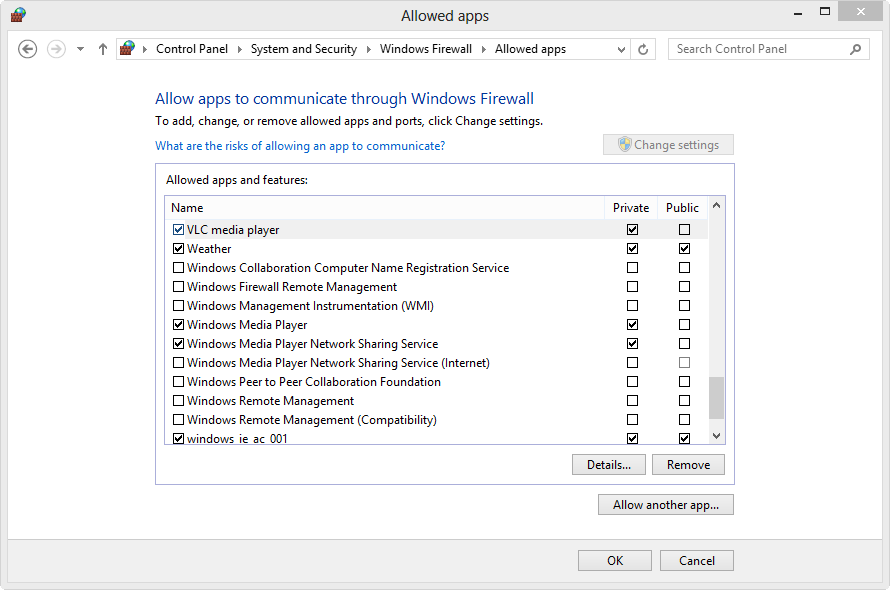 Allowed apps
Control Panel System and Security Windows Firewall Allowed apps Search Control Panel
Allow apps to communicate through Windows Firewall
To add, change, or remove allowed apps and ports, click Change settings.
What are the risks of allowing an app to communicate?
Change settings
Allowed apps and features:
Name Private Public
VLC media player
Weather
Windows Collaboration Computer Name Registration Service
Windows Firewall Remote Management
Windows Management Instrumentation (WMI)
Windows Media Player
Windows Media Player Network Sharing Service
Windows Media Player Network Sharing Service (Internet)
Windows Peer to Peer Collaboration Foundation
Windows Remote Management
Windows Remote Management (Compatibility)
windows_ie_ac_001
Details... Remove
Allow another app...
OK Cancel